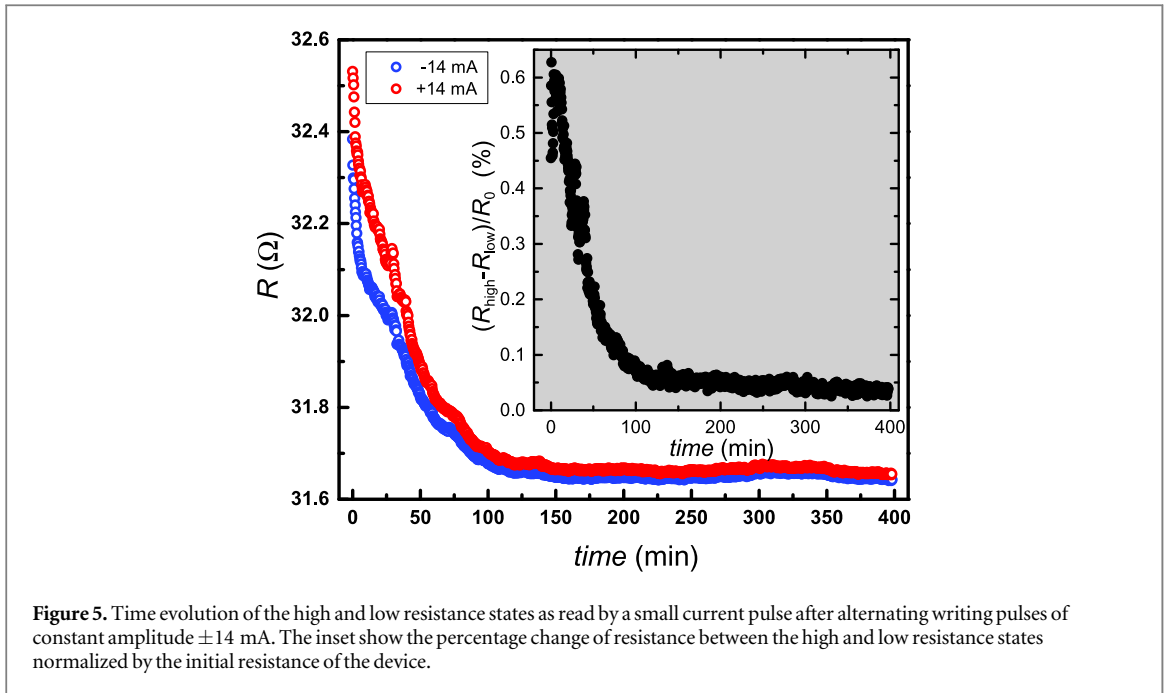 32.6
32.4
32.2
32.0
31.8
31.6
R (Ω)
0 50 100 150 200 250 300 350 400
time (min)
-14 mA
+14 mA
0.6
0.5
0.4
0.3
0.2
0.1
0.0
(Rhigh-Rlow)/R0 (%)
0 100 200 300 400
time (min)
Figure 5. Time evolution of the high and low resistance states as read by a small current pulse after alternating writing pulses of
constant amplitude ±14 mA. The inset show the percentage change of resistance between the high and low resistance states
normalized by the initial resistance of the device.